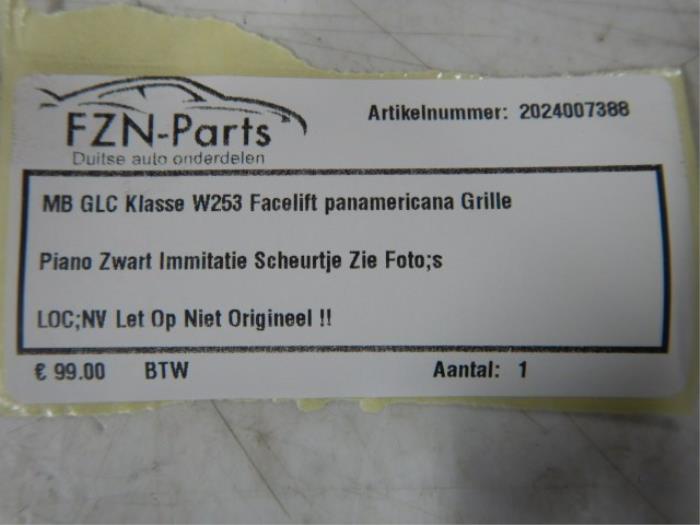 FZN-Parts
Duitse auto onderdelen
Artikelnummer: 2024007388
MB GLC Klasse W253 Facelift panamericana Grille
Piano Zwart Immitatie Scheurtje Zie Foto;s
LOC;NV Let Op Niet Origineel !!
€ 99.00 BTW Aantal: 1